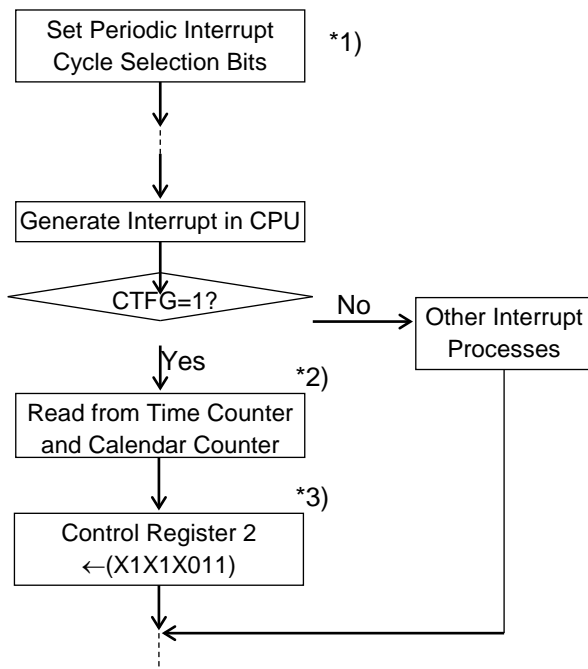 Set Periodic Interrupt
Cycle Selection Bits
*1)
Generate Interrupt in CPU
CTFG=1?
No
Other Interrupt
Processes
Yes
*2)
Read from Time Counter
and Calendar Counter
*3)
Control Register 2
←(X1X1X011)